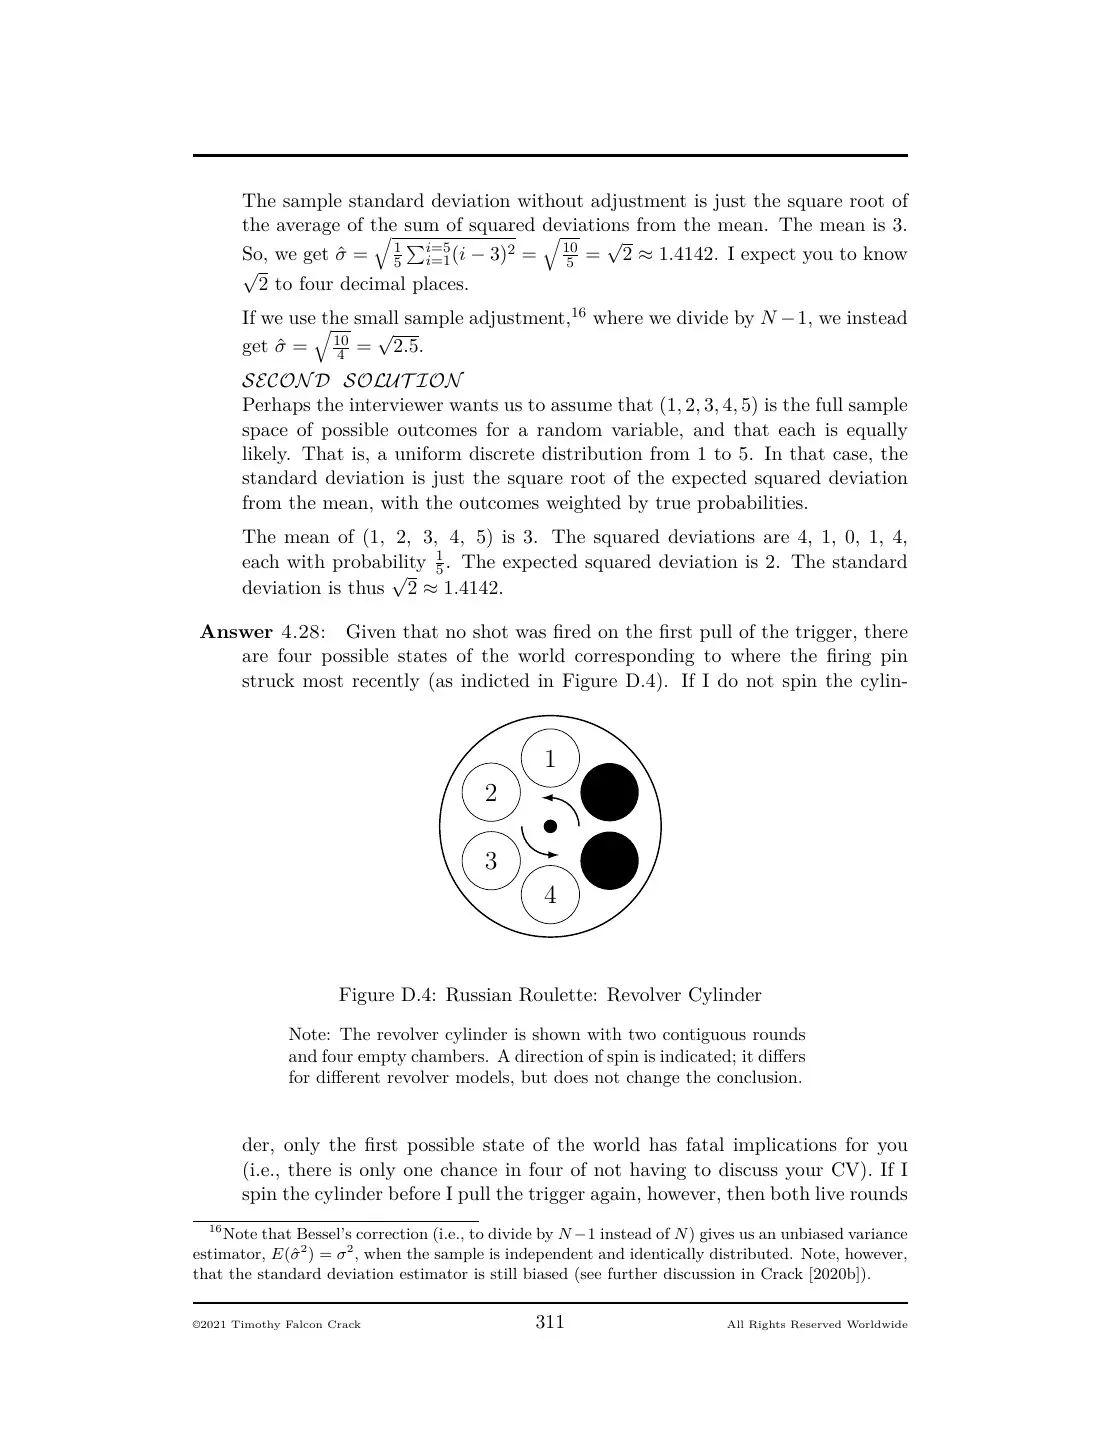 The sample standard deviation without adjustment is just the square root of
the average of the sum of squared deviations from the mean. The mean is 3.
So, we get σ̂ = √(1/5 ∑_{i=1}^{i=5}(i − 3)²) = √(10/5) = √2 ≈ 1.4142. I expect you to know
√2 to four decimal places.
If we use the small sample adjustment,¹⁶ where we divide by N − 1, we instead
get σ̂ = √(10/4) = √2.5.
SECOND SOLUTION
Perhaps the interviewer wants us to assume that (1, 2, 3, 4, 5) is the full sample
space of possible outcomes for a random variable, and that each is equally
likely. That is, a uniform discrete distribution from 1 to 5. In that case, the
standard deviation is just the square root of the expected squared deviation
from the mean, with the outcomes weighted by true probabilities.
The mean of (1, 2, 3, 4, 5) is 3. The squared deviations are 4, 1, 0, 1, 4,
each with probability 1/5. The expected squared deviation is 2. The standard
deviation is thus √2 ≈ 1.4142.
Answer 4.28: Given that no shot was fired on the first pull of the trigger, there
are four possible states of the world corresponding to where the firing pin
struck most recently (as indicted in Figure D.4). If I do not spin the cylin-
1
2
3
4
Figure D.4: Russian Roulette: Revolver Cylinder
Note: The revolver cylinder is shown with two contiguous rounds
and four empty chambers. A direction of spin is indicated; it differs
for different revolver models, but does not change the conclusion.
der, only the first possible state of the world has fatal implications for you
(i.e., there is only one chance in four of not having to discuss your CV). If I
spin the cylinder before I pull the trigger again, however, then both live rounds
¹⁶Note that Bessel's correction (i.e., to divide by N − 1 instead of N) gives us an unbiased variance
estimator, E(σ̂²) = σ², when the sample is independent and identically distributed. Note, however,
that the standard deviation estimator is still biased (see further discussion in Crack [2020b]).
©2021 Timothy Falcon Crack 311 All Rights Reserved Worldwide